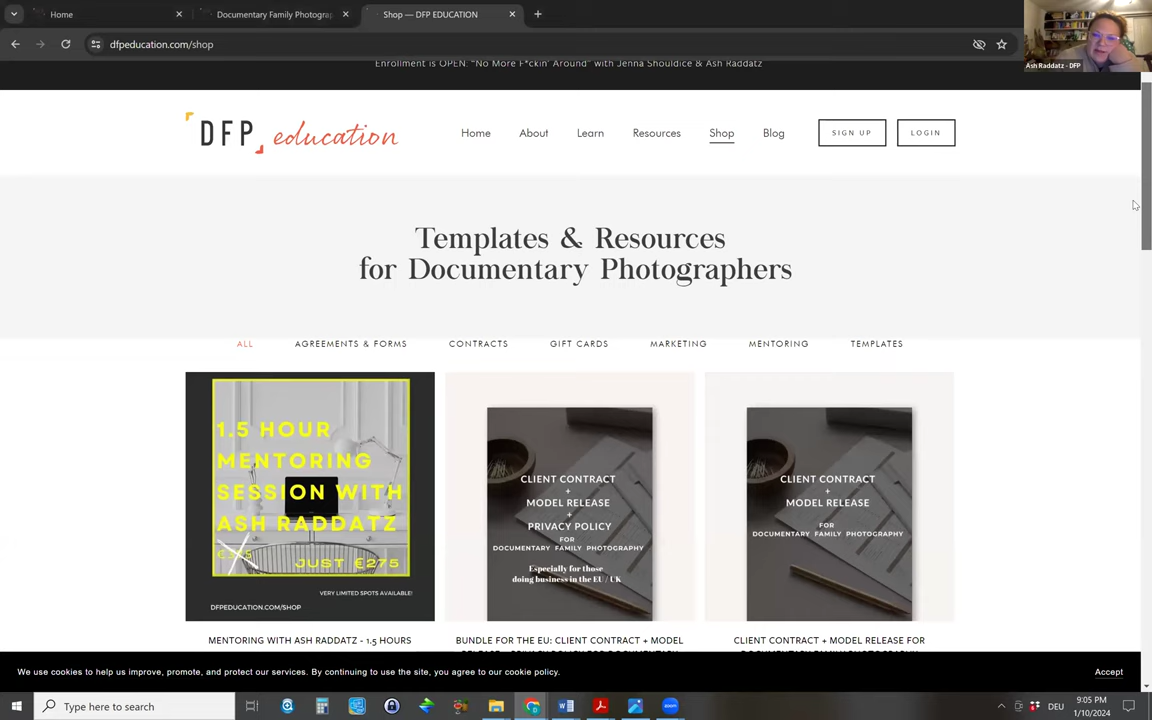 Home
Documentary Family Photograp
Shop — DFP EDUCATION
dfpeducation.com/shop
Ash Raddatz - DFP
Enrollment is OPEN: "No More F*ckin' Around" with Jenna Shouldice & Ash Raddatz
DFP education
Home
About
Learn
Resources
Shop
Blog
SIGN UP
LOGIN
Templates & Resources
for Documentary Photographers
ALL
AGREEMENTS & FORMS
CONTRACTS
GIFT CARDS
MARKETING
MENTORING
TEMPLATES
1.5 HOUR
MENTORING
SESSION WITH
ASH RADDATZ
JUST €275
VERY LIMITED SPOTS AVAILABLE!
DFPEDUCATION.COM/SHOP
CLIENT CONTRACT
+
MODEL RELEASE
+
PRIVACY POLICY
FOR
DOCUMENTARY FAMILY PHOTOGRAPHY
Especially for those
doing business in the EU / UK
CLIENT CONTRACT
+
MODEL RELEASE
FOR
DOCUMENTARY FAMILY PHOTOGRAPHY
MENTORING WITH ASH RADDATZ - 1.5 HOURS
BUNDLE FOR THE EU: CLIENT CONTRACT + MODEL
CLIENT CONTRACT + MODEL RELEASE FOR
We use cookies to help us improve, promote, and protect our services. By continuing to use the site, you agree to our cookie policy.
Accept
Type here to search
DEU
9:05 PM
1/10/2024